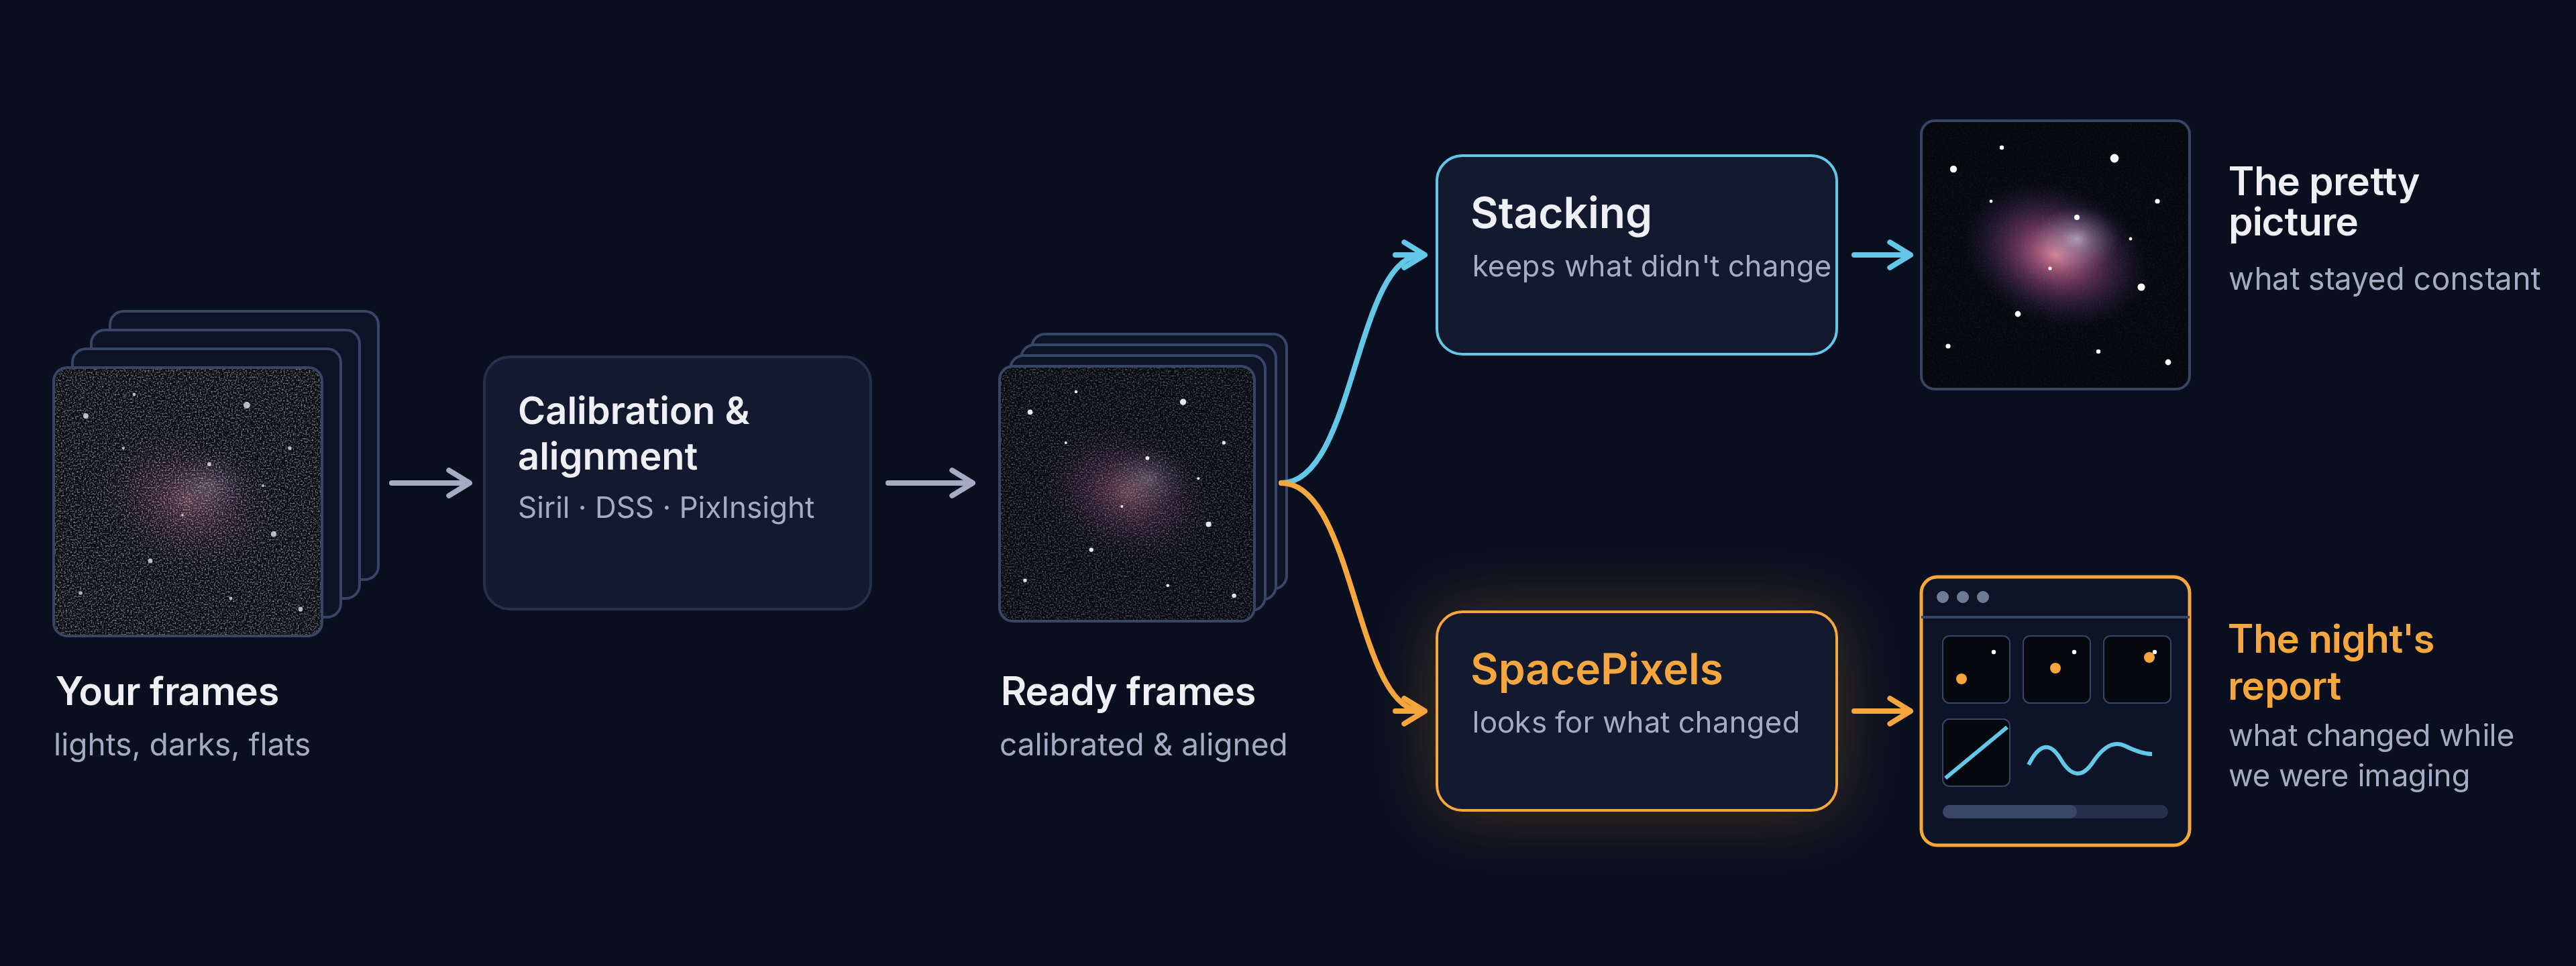 Your frames
lights, darks, flats
Calibration &
alignment
Siril · DSS · PixInsight
Ready frames
calibrated & aligned
Stacking
keeps what didn't change
The pretty
picture
what stayed constant
SpacePixels
looks for what changed
The night's
report
what changed while
we were imaging